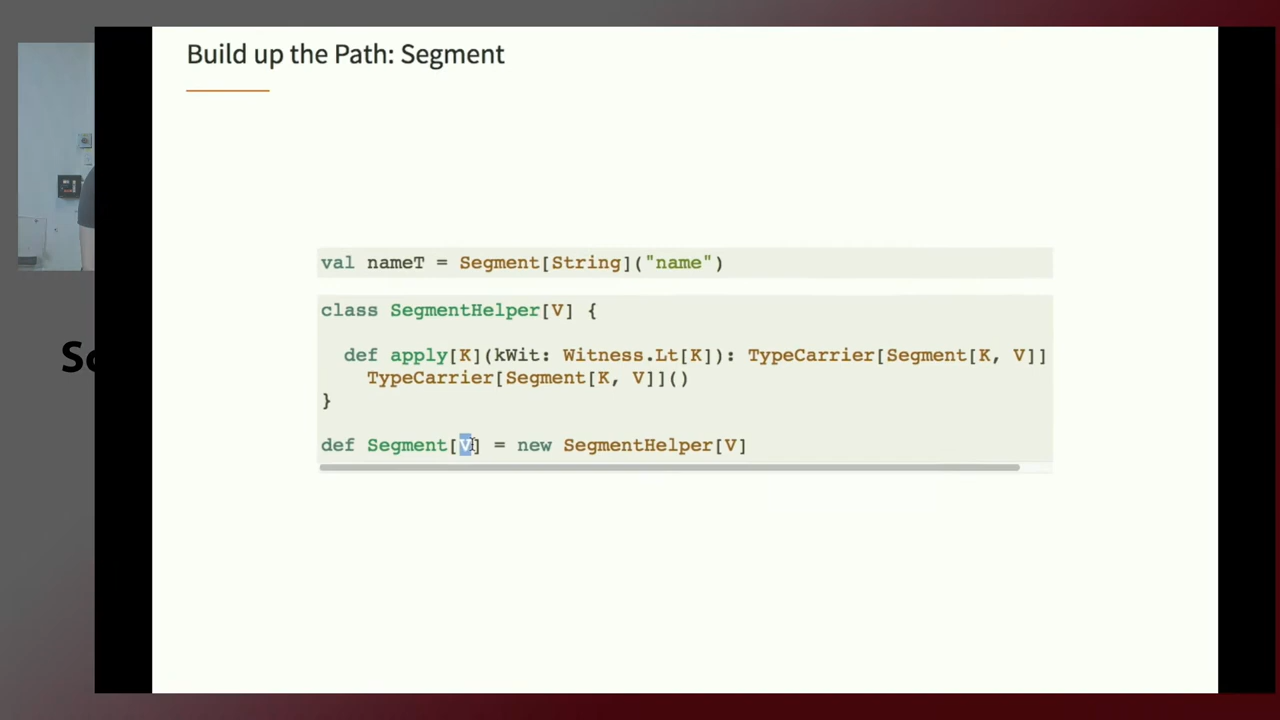 Build up the Path: Segment
val nameT = Segment[String]("name")
class SegmentHelper[V] {
def apply[K](kWit: Witness.Lt[K]): TypeCarrier[Segment[K, V]]
TypeCarrier[Segment[K, V]]()
}
def Segment[V] = new SegmentHelper[V]